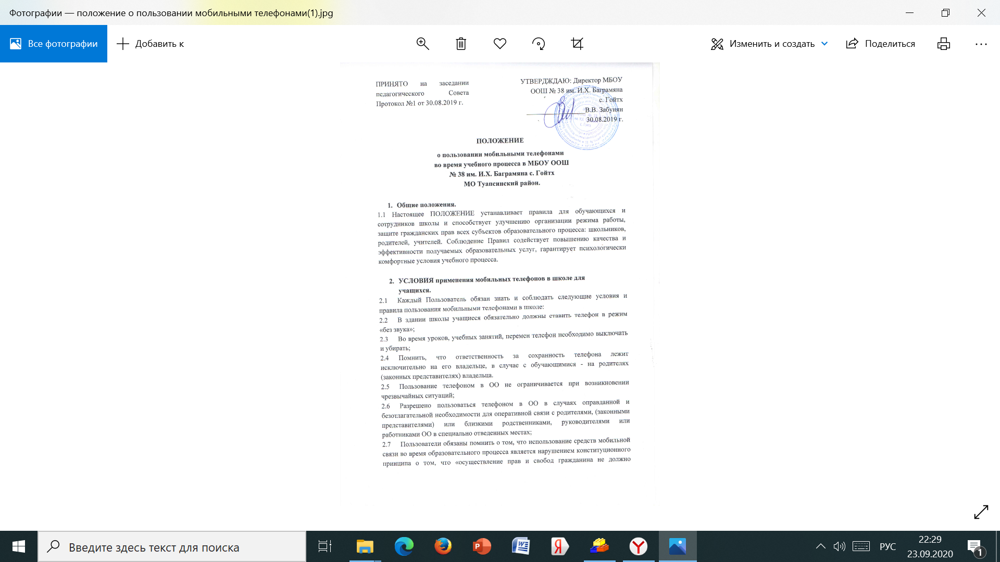 Фотографии — положение о пользовании мобильными телефонами(1).jpg
Все фотографии
Добавить к
Изменить и создать
Поделиться
ПРИНЯТО на заседании
педагогического Совета
Протокол №1 от 30.08.2019 г.
УТВЕРДЖДАЮ: Директор МБОУ
ООШ № 38 им. И.Х. Баграмяна
с. Гойтх
В.В. Забунян
30.08.2019 г.
ПОЛОЖЕНИЕ
о пользовании мобильными телефонами
во время учебного процесса в МБОУ ООШ
№ 38 им. И.Х. Баграмяна с. Гойтх
МО Туапсинский район.
1. Общие положения.
1.1 Настоящее ПОЛОЖЕНИЕ устанавливает правила для обучающихся и
сотрудников школы и способствует улучшению организации режима работы,
защите гражданских прав всех субъектов образовательного процесса: школьников,
родителей, учителей. Соблюдение Правил содействует повышению качества и
эффективности получаемых образовательных услуг, гарантирует психологически
комфортные условия учебного процесса.
2. УСЛОВИЯ применения мобильных телефонов в школе для
учащихся.
2.1 Каждый Пользователь обязан знать и соблюдать следующие условия и
правила пользования мобильными телефонами в школе:
2.2 В здании школы учащиеся обязательно должны ставить телефон в режим
«без звука»;
2.3 Во время уроков, учебных занятий, перемен телефон необходимо выключать
и убирать;
2.4 Помнить, что ответственность за сохранность телефона лежит
исключительно на его владельце, в случае с обучающимися - на родителях
(законных представителях) владельца.
2.5 Пользование телефоном в ОО не ограничивается при возникновении
чрезвычайных ситуаций;
2.6 Разрешено пользоваться телефоном в ОО в случаях оправданной и
безотлагательной необходимости для оперативной связи с родителями, (законными
представителями) или близкими родственниками, руководителями или
работниками ОО в специально отведенных местах;
2.7 Пользователи обязаны помнить о том, что использование средств мобильной
связи во время образовательного процесса является нарушением конституционного
принципа о том, что «осуществление прав и свобод гражданина не должно
Введите здесь текст для поиска
РУС
22:29
23.09.2020
1